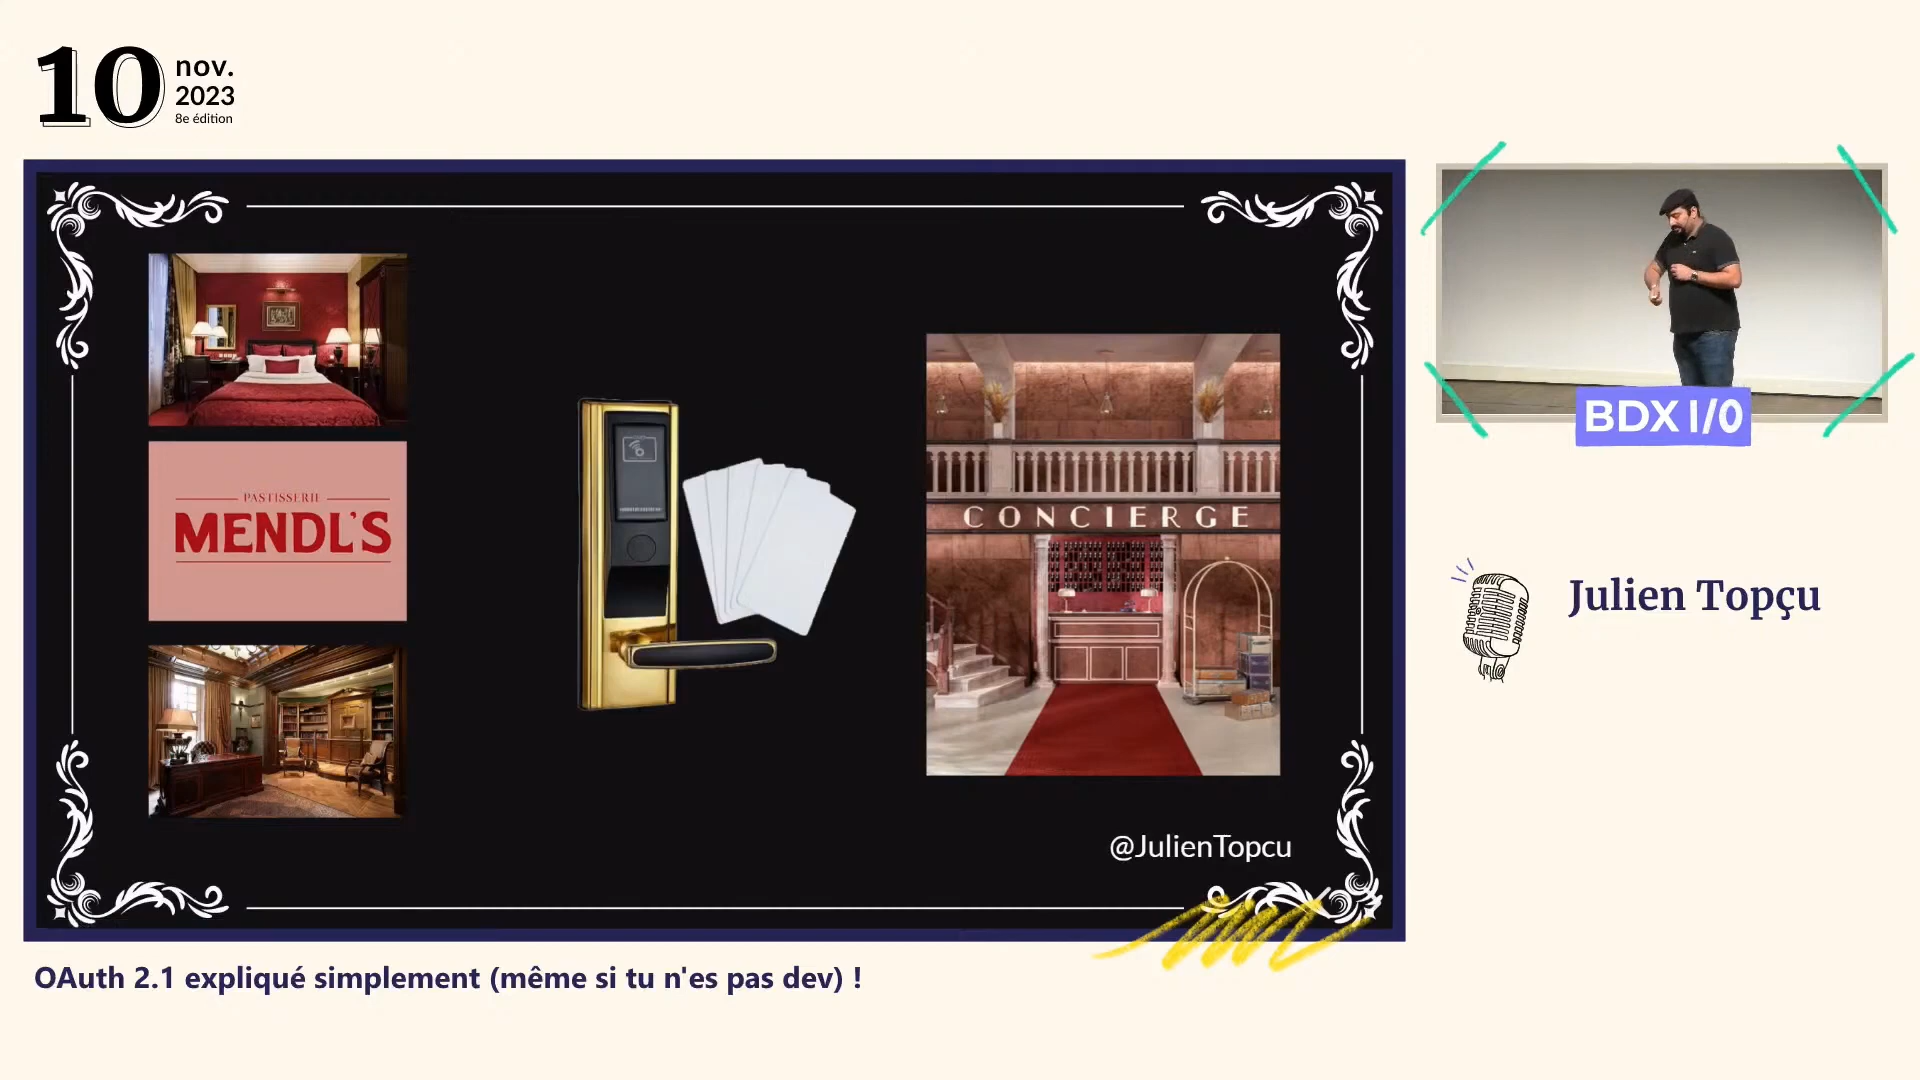 10
nov.
2023
8e édition
PASTISSERIE
MENDL'S
CONCIERGE
@JulienTopcu
BDX I/O
Julien Topçu
OAuth 2.1 expliqué simplement (même si tu n'es pas dev) !